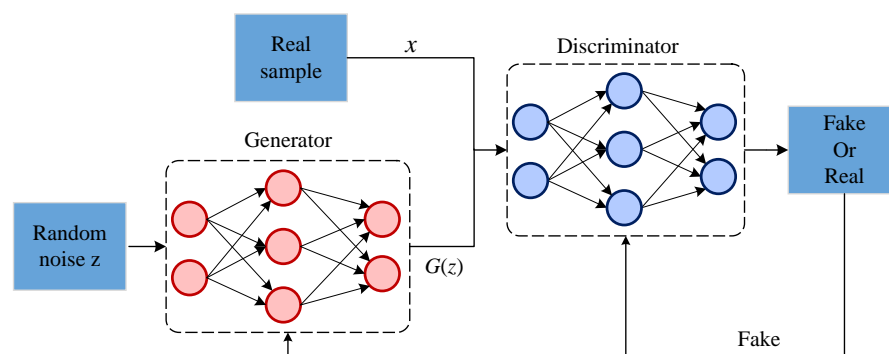 Real
sample
x
Discriminator
Generator
Fake
Or
Real
Random
noise z
G(z)
Fake